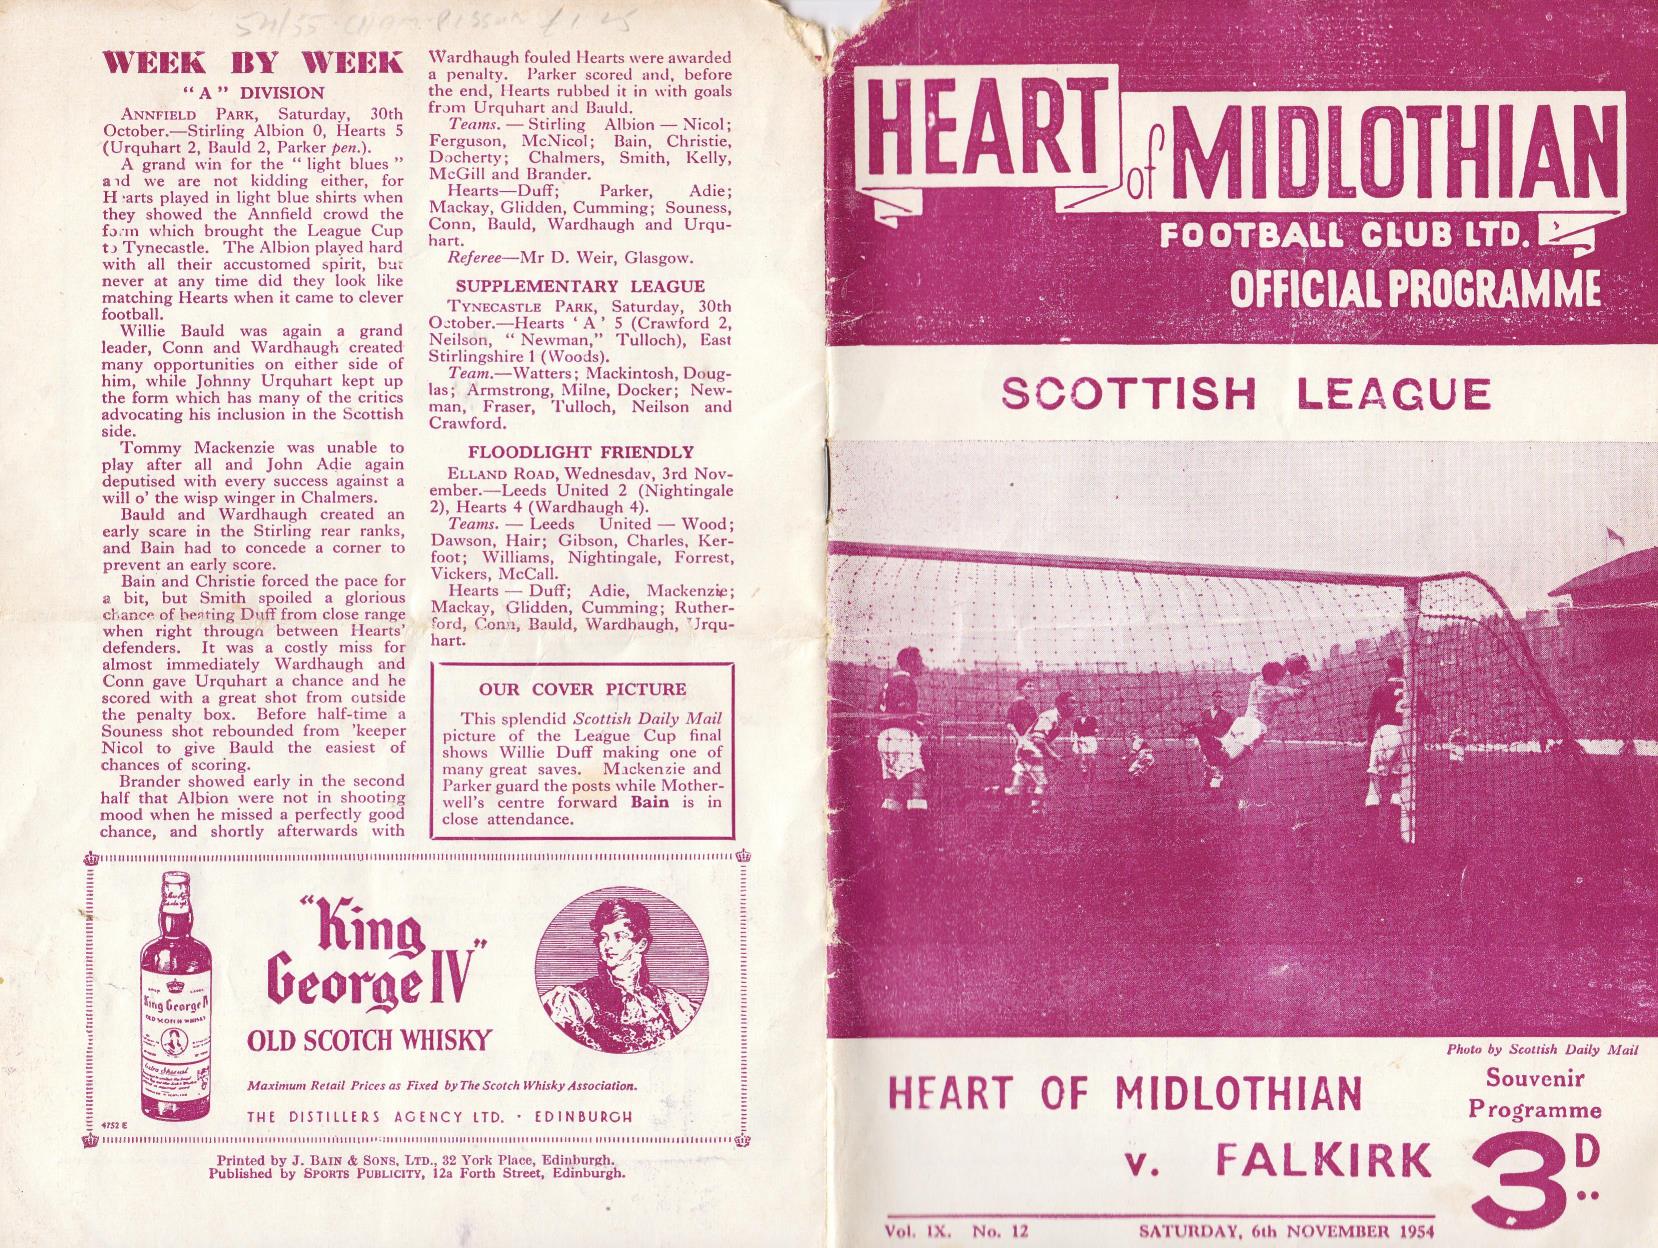 WEEK BY WEEK
"A" DIVISION
ANNFIELD PARK, Saturday, 30th
October.—Stirling Albion 0, Hearts 5
(Urquhart 2, Bauld 2, Parker pen.).
A grand win for the "light blues"
and we are not kidding either, for
Hearts played in light blue shirts when
they showed the Annfield crowd the
form which brought the League Cup
to Tynecastle. The Albion played hard
with all their accustomed spirit, but
never at any time did they look like
matching Hearts when it came to clever
football.
Willie Bauld was again a grand
leader, Conn and Wardhaugh created
many opportunities on either side of
him, while Johnny Urquhart kept up
the form which has many of the critics
advocating his inclusion in the Scottish
side.
Tommy Mackenzie was unable to
play after all and John Adie again
deputised with every success against a
will o' the wisp winger in Chalmers.
Bauld and Wardhaugh created an
early scare in the Stirling rear ranks,
and Bain had to concede a corner to
prevent an early score.
Bain and Christie forced the pace for
a bit, but Smith spoiled a glorious
chance of beating Duff from close range
when right through between Hearts'
defenders. It was a costly miss for
almost immediately Wardhaugh and
Conn gave Urquhart a chance and he
scored with a great shot from outside
the penalty box. Before half-time a
Souness shot rebounded from 'keeper
Nicol to give Bauld the easiest of
chances of scoring.
Brander showed early in the second
half that Albion were not in shooting
mood when he missed a perfectly good
chance, and shortly afterwards with
Wardhaugh fouled Hearts were awarded
a penalty. Parker scored and, before
the end, Hearts rubbed it in with goals
from Urquhart and Bauld.
Teams. — Stirling Albion — Nicol;
Ferguson, McNicol; Bain, Christie,
Docherty; Chalmers, Smith, Kelly,
McGill and Brander.
Hearts—Duff; Parker, Adie;
Mackay, Glidden, Cumming; Souness,
Conn, Bauld, Wardhaugh and Urqu-
hart.
Referee—Mr D. Weir, Glasgow.
SUPPLEMENTARY LEAGUE
TYNECASTLE PARK, Saturday, 30th
October.—Hearts 'A' 5 (Crawford 2,
Neilson, "Newman," Tulloch), East
Stirlingshire 1 (Woods).
Team.—Watters; Mackintosh, Doug-
las; Armstrong, Milne, Docker; New-
man, Fraser, Tulloch, Neilson and
Crawford.
FLOODLIGHT FRIENDLY
ELLAND ROAD, Wednesday, 3rd Nov-
ember.—Leeds United 2 (Nightingale
2), Hearts 4 (Wardhaugh 4).
Teams. — Leeds United — Wood;
Dawson, Hair; Gibson, Charles, Ker-
foot; Williams, Nightingale, Forrest,
Vickers, McCall.
Hearts — Duff; Adie, Mackenzie;
Mackay, Glidden, Cumming; Ruther-
ford, Conn, Bauld, Wardhaugh, Urqu-
hart.
OUR COVER PICTURE
This splendid Scottish Daily Mail
picture of the League Cup final
shows Willie Duff making one of
many great saves. Mackenzie and
Parker guard the posts while Mother-
well's centre forward Bain is in
close attendance.
"King
George IV"
OLD SCOTCH WHISKY
King George IV
OLD SCOTCH WHISKY
Extra Special
Maximum Retail Prices as Fixed by The Scotch Whisky Association.
THE DISTILLERS AGENCY LTD. · EDINBURGH
4752 E
Printed by J. BAIN & SONS, LTD., 32 York Place, Edinburgh.
Published by SPORTS PUBLICITY, 12a Forth Street, Edinburgh.
HEART
of MIDLOTHIAN
FOOTBALL CLUB LTD.
OFFICIAL PROGRAMME
SCOTTISH LEAGUE
2
Photo by Scottish Daily Mail
HEART OF MIDLOTHIAN
v. FALKIRK
Souvenir
Programme
3D
Vol. IX. No. 12 SATURDAY, 6th NOVEMBER 1954